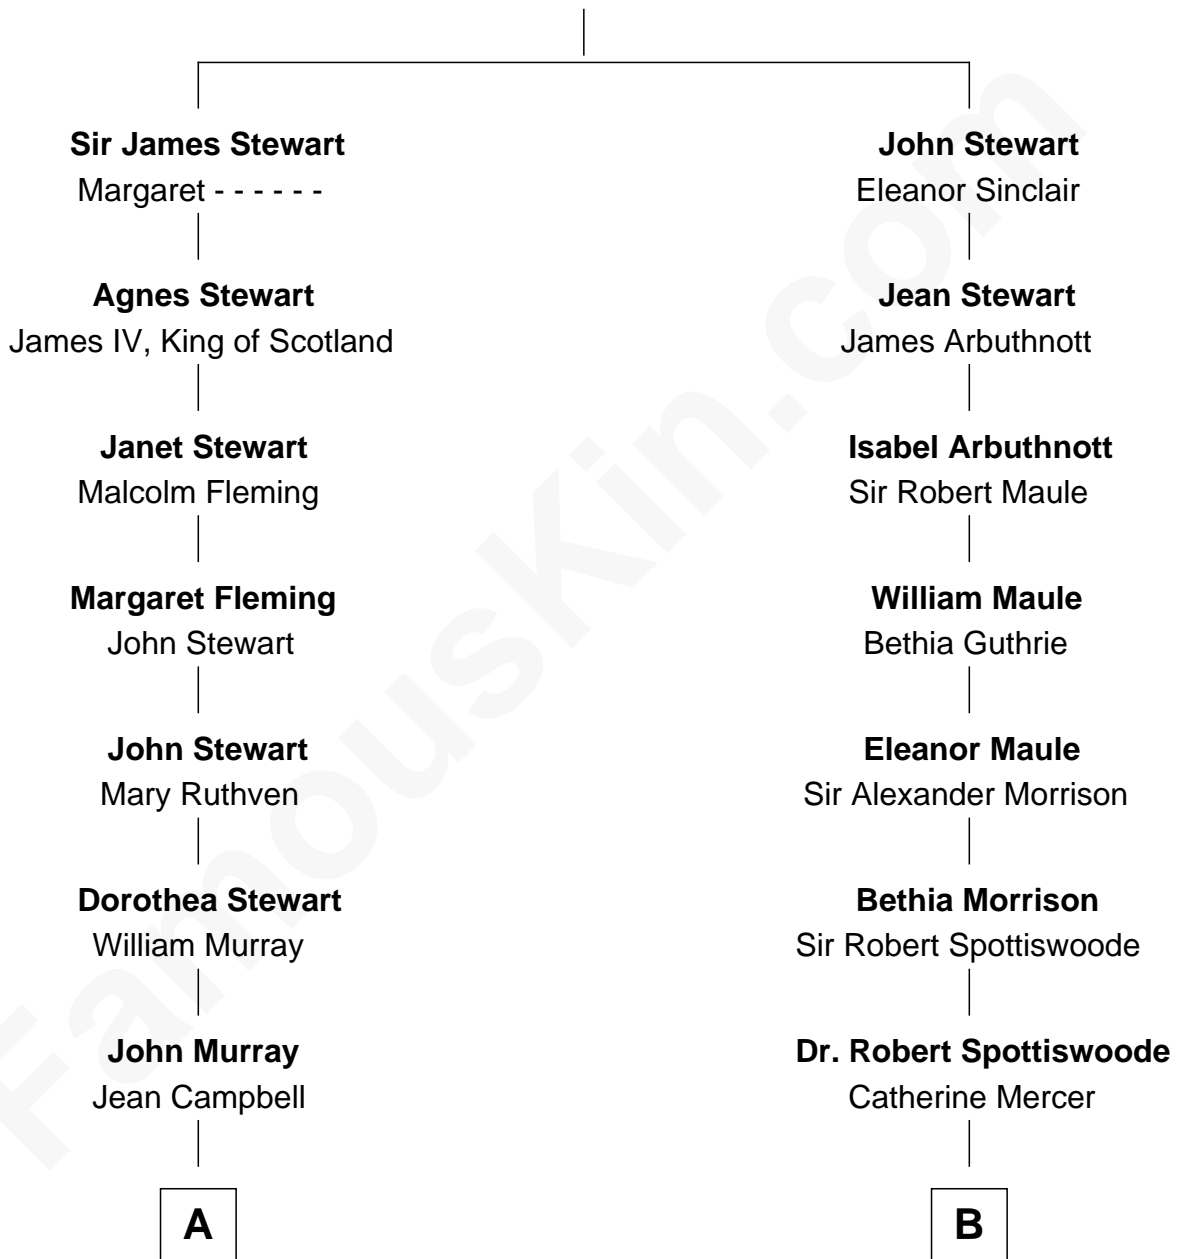 Sir James Stewart
Margaret - - - - - -
Agnes Stewart
James IV, King of Scotland
Janet Stewart
Malcolm Fleming
Margaret Fleming
John Stewart
John Stewart
Mary Ruthven
Dorothea Stewart
William Murray
John Murray
Jean Campbell
A
John Stewart
Eleanor Sinclair
Jean Stewart
James Arbuthnott
Isabel Arbuthnott
Sir Robert Maule
William Maule
Bethia Guthrie
Eleanor Maule
Sir Alexander Morrison
Bethia Morrison
Sir Robert Spottiswoode
Dr. Robert Spottiswoode
Catherine Mercer
B
FamousKin.com